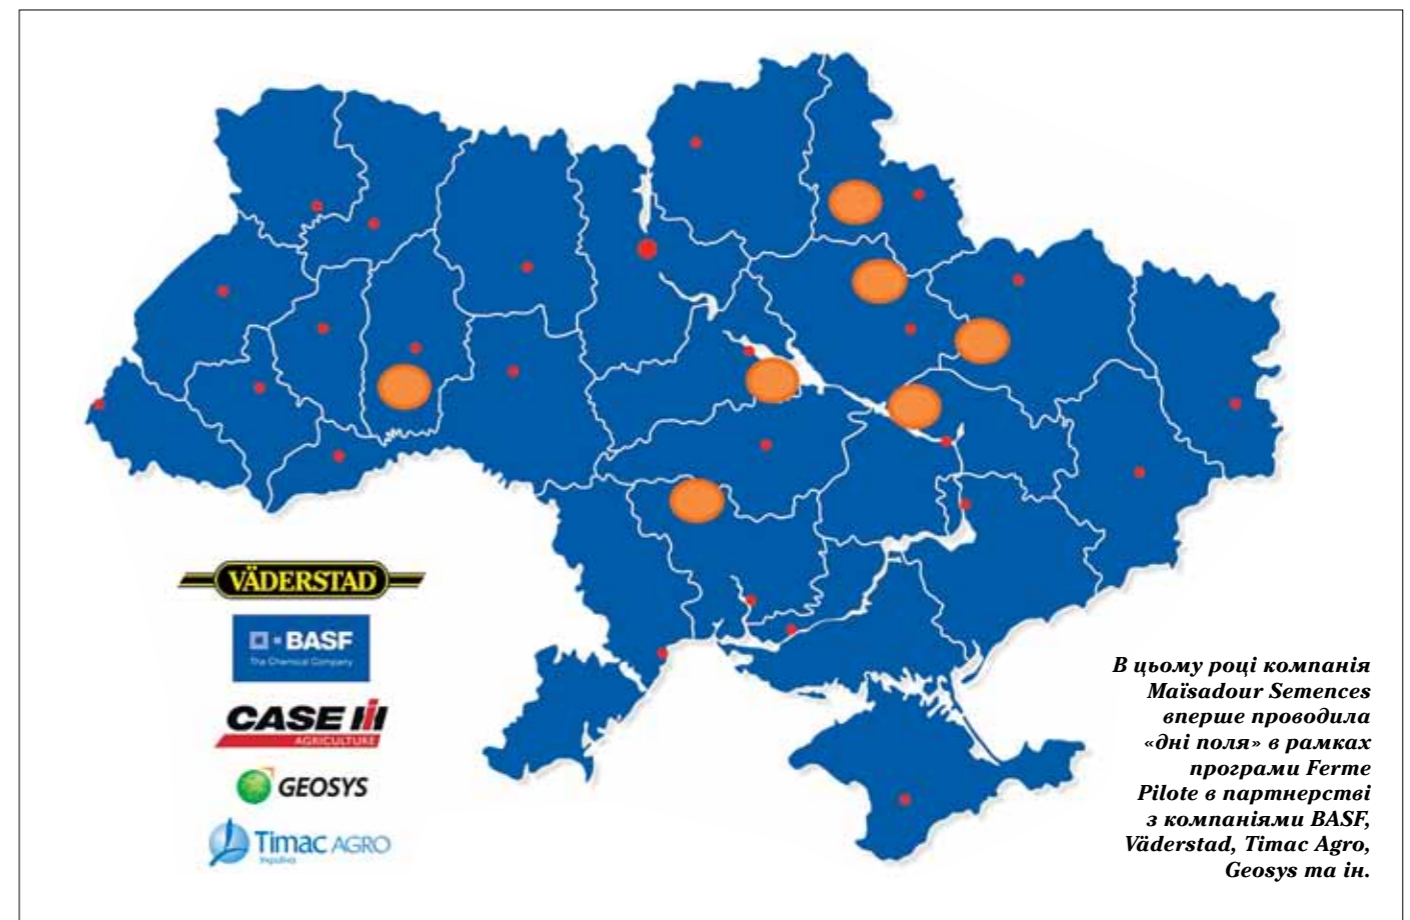 VÄDERSTAD
BASF
The Chemical Company
CASE IH
AGRICULTURE
GEOSYS
Timac AGRO
Україна
В цьому році компанія
Maïsadour Semences
вперше проводила
«дні поля» в рамках
програми Ferme
Pilote в партнерстві
з компаніями BASF,
Väderstad, Timac Agro,
Geosys та ін.